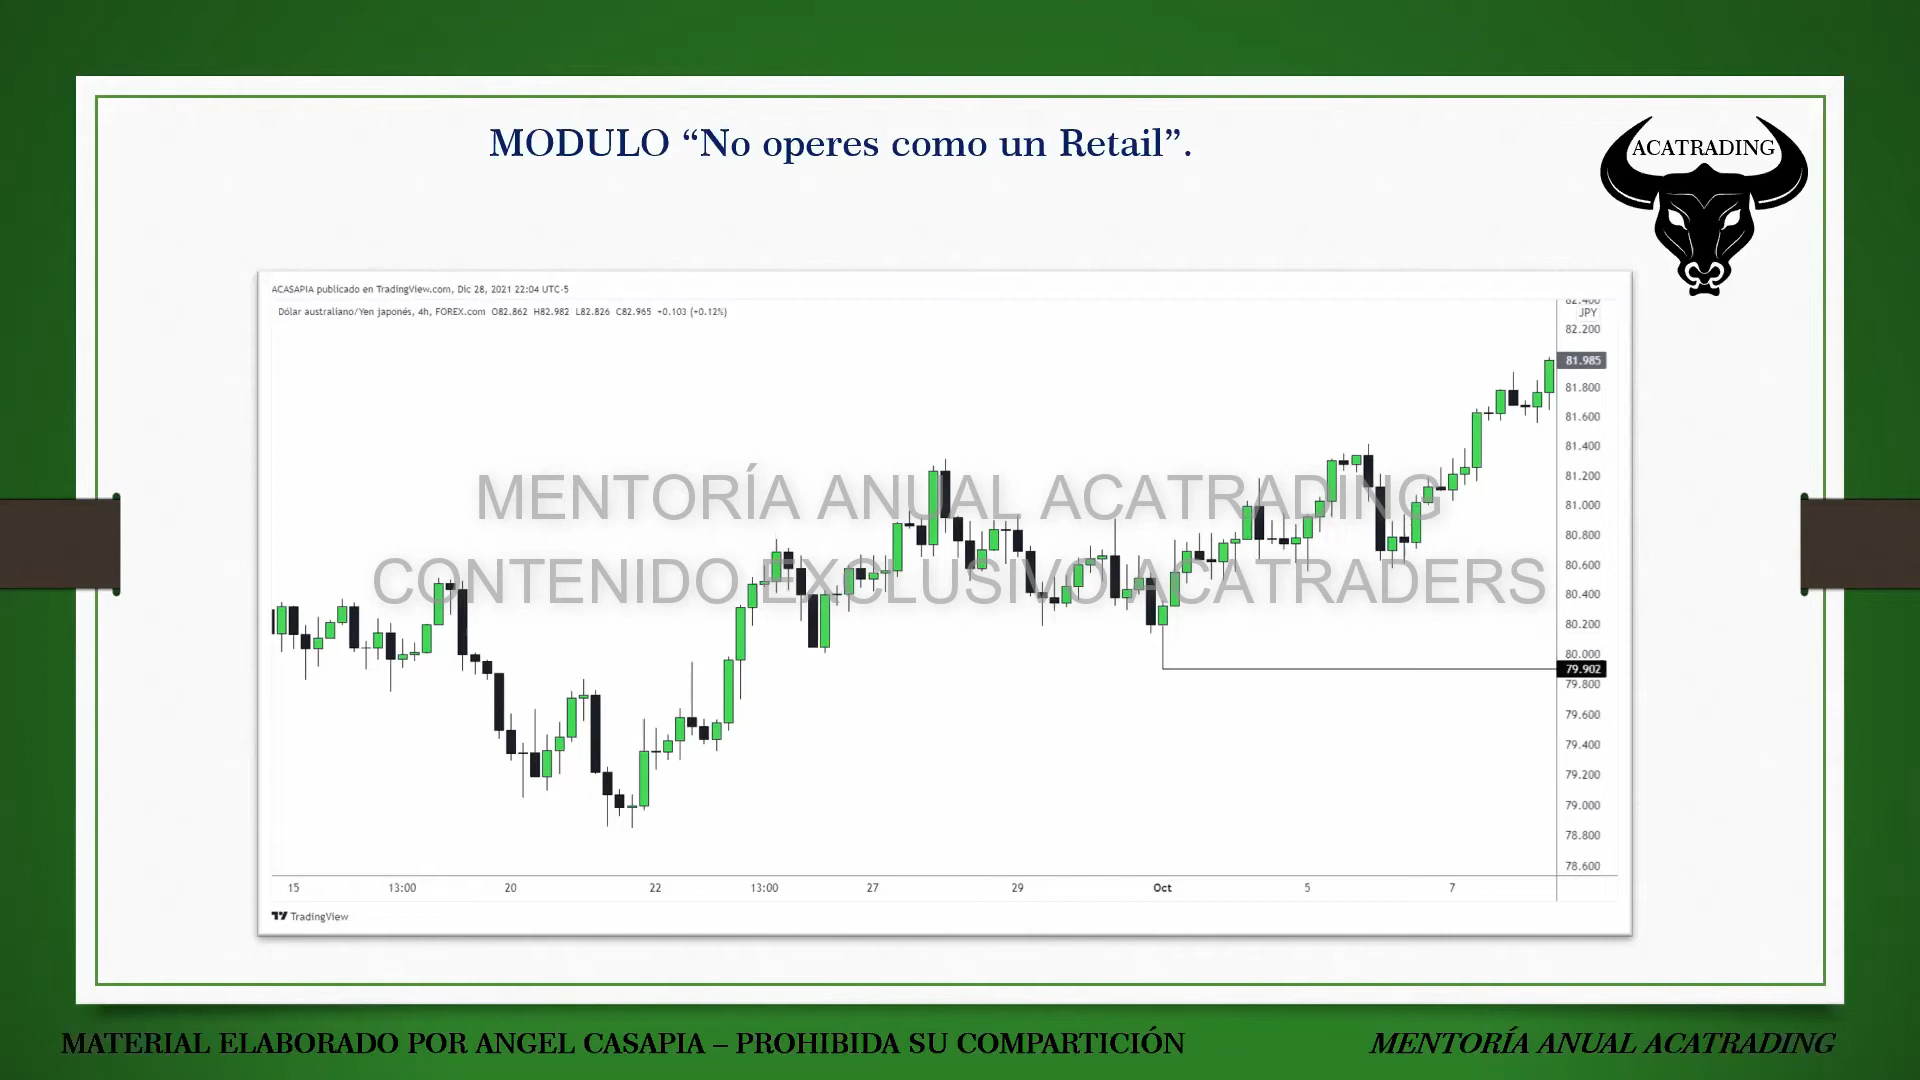 MODULO “No operes como un Retail”.
ACATRADING
ACASAPIA publicado en TradingView.com, Dic 28, 2021 22:04 UTC-5
Dólar australiano/Yen japonés, 4h, FOREX.com O82.862 H82.982 L82.826 C82.965 +0.103 (+0.12%)
82.400
JPY
82.200
81.985
81.800
81.600
81.400
81.200
81.000
80.800
80.600
80.400
80.200
80.000
79.902
79.800
79.600
79.400
79.200
79.000
78.800
78.600
MENTORÍA ANUAL ACATRADING
CONTENIDO EXCLUSIVO ACATRADERS
15 13:00 20 22 13:00 27 29 Oct 5 7
TradingView
MATERIAL ELABORADO POR ANGEL CASAPIA – PROHIBIDA SU COMPARTICIÓN
MENTORÍA ANUAL ACATRADING